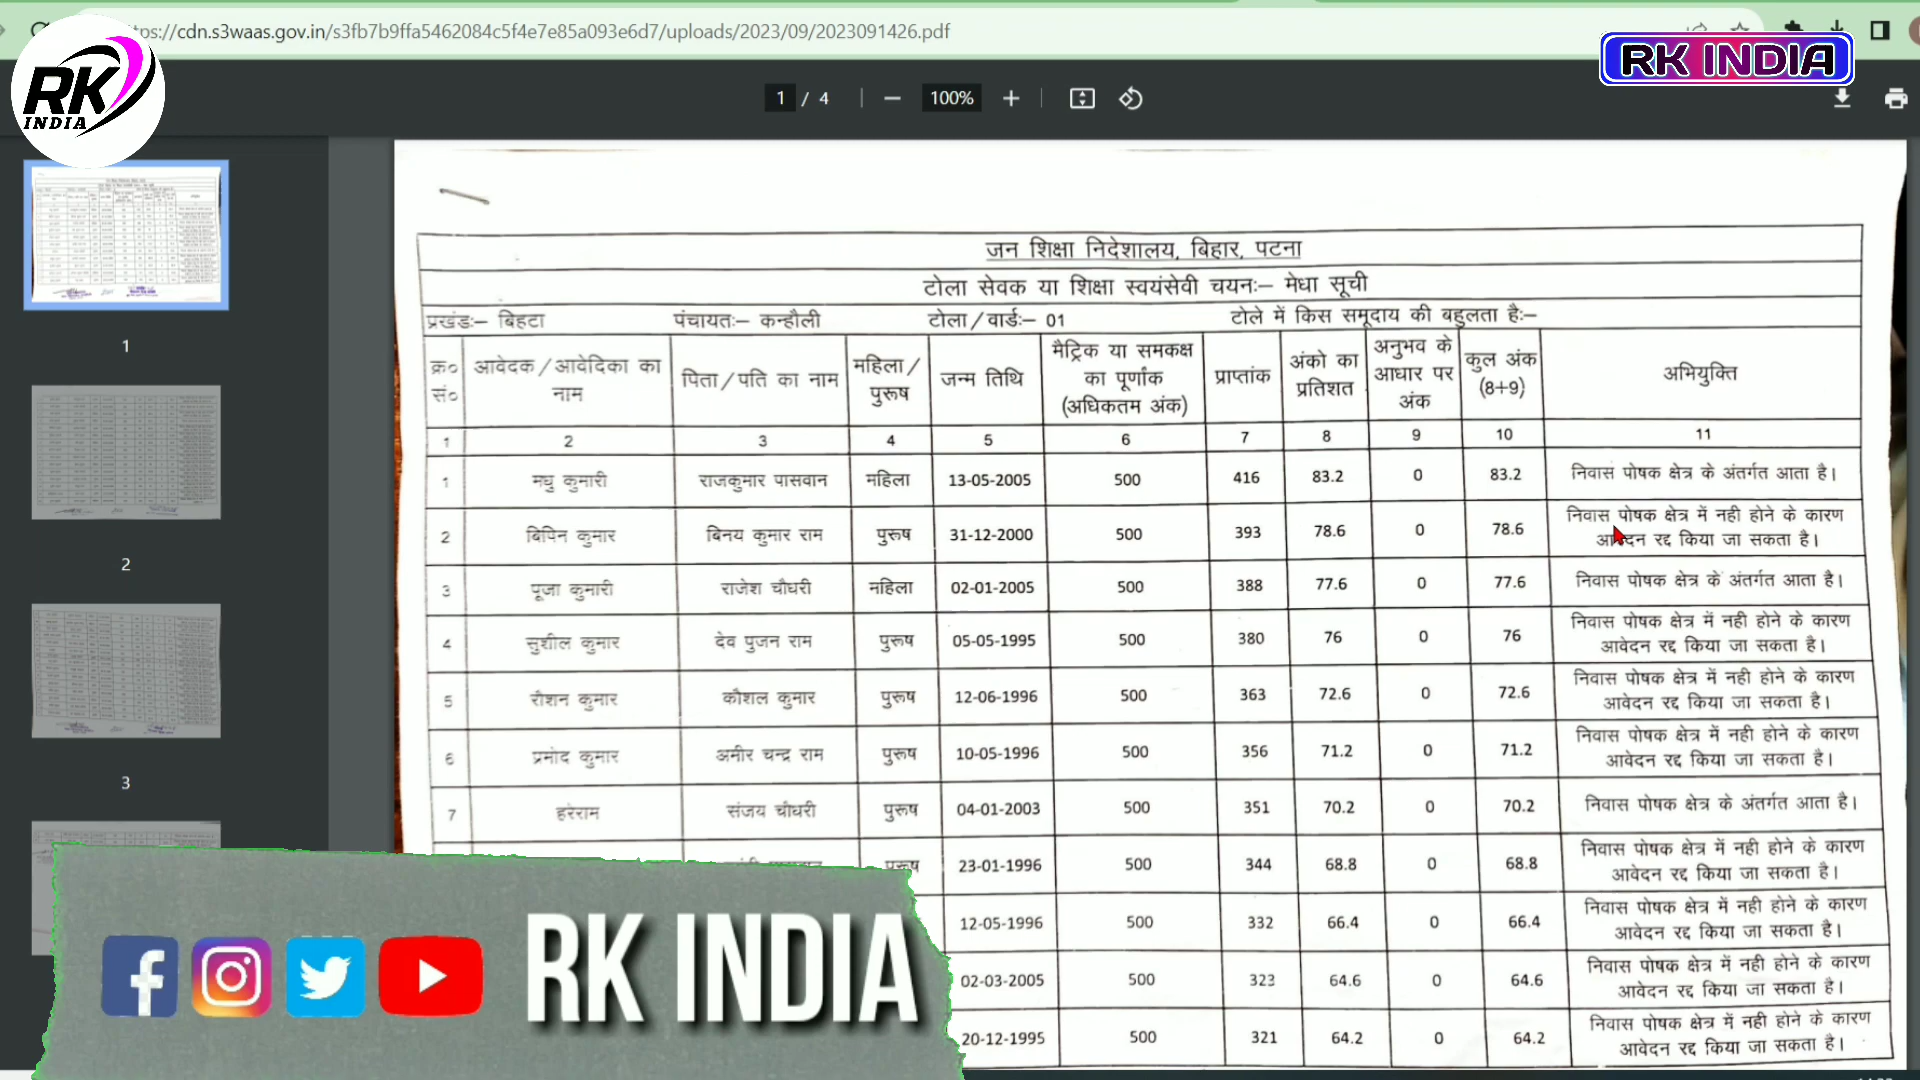 ttps://cdn.s3waas.gov.in/s3fb7b9ffa5462084c5f4e7e85a093e6d7/uploads/2023/09/2023091426.pdf
RK INDIA
RK
INDIA
1 / 4
100%
1
2
3
जन शिक्षा निदेशालय, बिहार, पटना
टोला सेवक या शिक्षा स्वयंसेवी चयनः– मेधा सूची
प्रखंडः– बिहटा पंचायतः– कन्हौली टोला/वार्डः– 01 टोले में किस समूदाय की बहुलता हैः–
क्र० सं० आवेदक/आवेदिका का नाम पिता/पति का नाम महिला/पुरूष जन्म तिथि मैट्रिक या समकक्ष का पूर्णांक (अधिकतम अंक) प्राप्तांक अंको का प्रतिशत अनुभव के आधार पर अंक कुल अंक (8+9) अभियुक्ति
1 2 3 4 5 6 7 8 9 10 11
1 मधु कुमारी राजकुमार पासवान महिला 13-05-2005 500 416 83.2 0 83.2 निवास पोषक क्षेत्र के अंतर्गत आता है।
2 बिपिन कुमार बिनय कुमार राम पुरूष 31-12-2000 500 393 78.6 0 78.6 निवास पोषक क्षेत्र में नही होने के कारण आवेदन रद्द किया जा सकता है।
3 पूजा कुमारी राजेश चौधरी महिला 02-01-2005 500 388 77.6 0 77.6 निवास पोषक क्षेत्र के अंतर्गत आता है।
4 सुशील कुमार देव पुजन राम पुरूष 05-05-1995 500 380 76 0 76 निवास पोषक क्षेत्र में नही होने के कारण आवेदन रद्द किया जा सकता है।
5 रौशन कुमार कौशल कुमार पुरूष 12-06-1996 500 363 72.6 0 72.6 निवास पोषक क्षेत्र में नही होने के कारण आवेदन रद्द किया जा सकता है।
6 प्रमोद कुमार अमीर चन्द्र राम पुरूष 10-05-1996 500 356 71.2 0 71.2 निवास पोषक क्षेत्र में नही होने के कारण आवेदन रद्द किया जा सकता है।
7 हरेराम संजय चौधरी पुरूष 04-01-2003 500 351 70.2 0 70.2 निवास पोषक क्षेत्र के अंतर्गत आता है।
पुरूष 23-01-1996 500 344 68.8 0 68.8 निवास पोषक क्षेत्र में नही होने के कारण आवेदन रद्द किया जा सकता है।
12-05-1996 500 332 66.4 0 66.4 निवास पोषक क्षेत्र में नही होने के कारण आवेदन रद्द किया जा सकता है।
02-03-2005 500 323 64.6 0 64.6 निवास पोषक क्षेत्र में नही होने के कारण आवेदन रद्द किया जा सकता है।
20-12-1995 500 321 64.2 0 64.2 निवास पोषक क्षेत्र में नही होने के कारण आवेदन रद्द किया जा सकता है।
RK INDIA